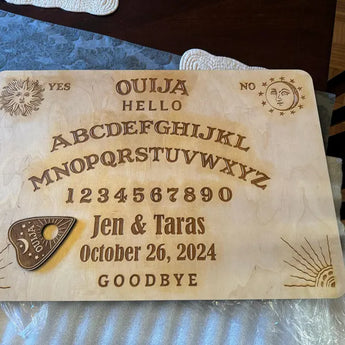 YES OUIJA NO
HELLO
ABCDEFGHIJKL
MNOPQRSTUVWXYZ
1234567890
Jen & Taras
October 26, 2024
GOODBYE
OUIJA